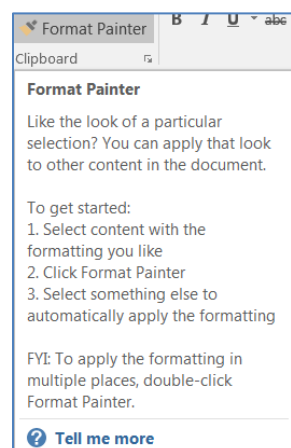 Format Painter B I U abc
Clipboard
Format Painter
Like the look of a particular
selection? You can apply that look
to other content in the document.
To get started:
1. Select content with the
formatting you like
2. Click Format Painter
3. Select something else to
automatically apply the formatting
FYI: To apply the formatting in
multiple places, double-click
Format Painter.
? Tell me more